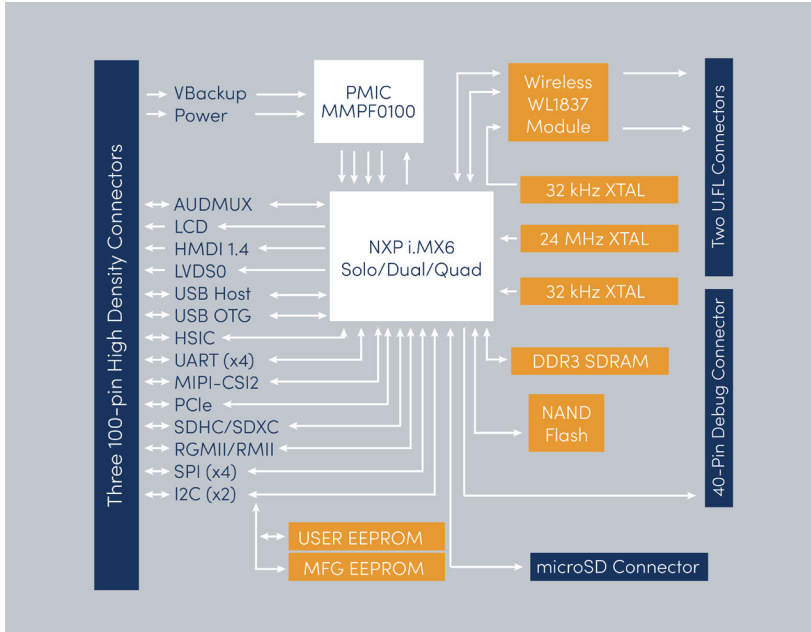 Three 100-pin High Density Connectors
VBackup
Power
PMIC
MMPF0100
Wireless
WL1837
Module
Two U.FL Connectors
32 kHz XTAL
24 MHz XTAL
32 kHz XTAL
NXP i.MX6
Solo/Dual/Quad
AUDMUX
LCD
HMDI 1.4
LVDS0
USB Host
USB OTG
HSIC
UART (x4)
MIPI-CSI2
PCIe
SDHC/SDXC
RGMII/RMII
SPI (x4)
I2C (x2)
DDR3 SDRAM
NAND
Flash
40-Pin Debug Connector
USER EEPROM
MFG EEPROM
microSD Connector